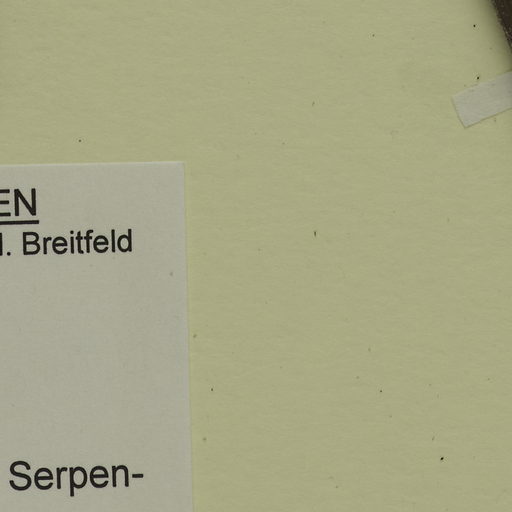 EN
. Breitfeld
Serpen-